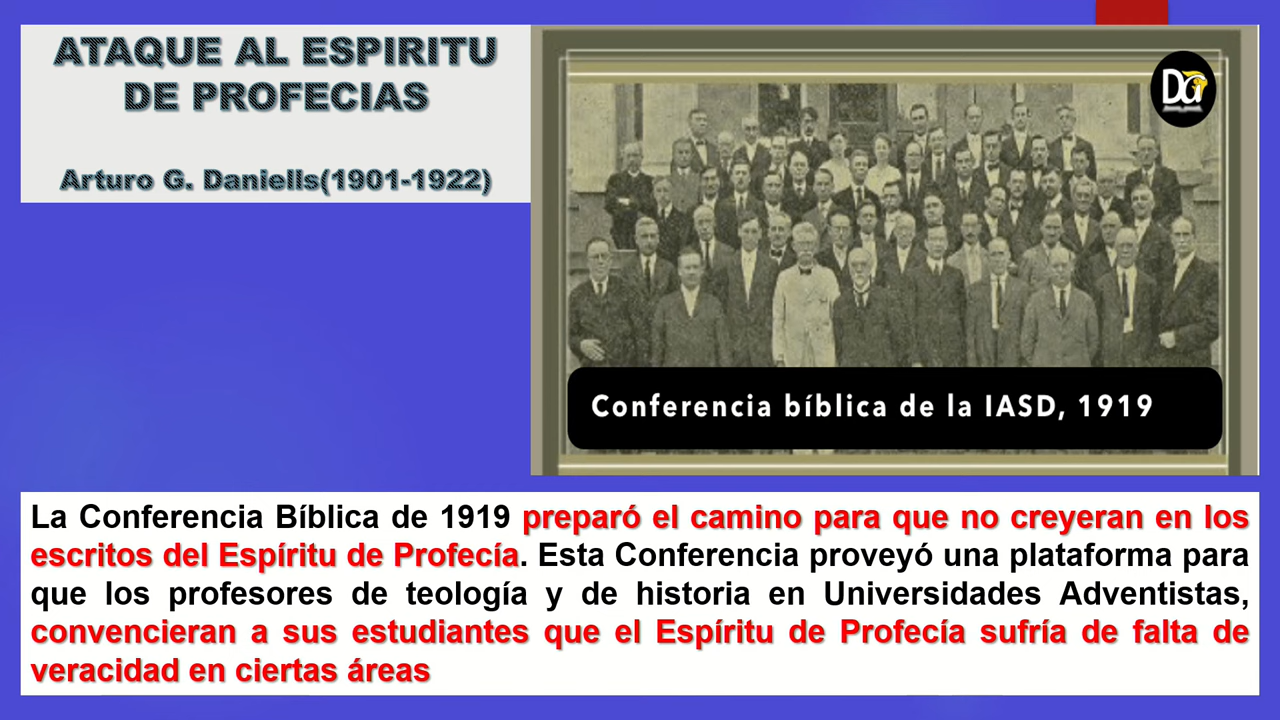 ATAQUE AL ESPIRITU
DE PROFECIAS
Arturo G. Daniells(1901-1922)
Conferencia bíblica de la IASD, 1919
La Conferencia Bíblica de 1919 preparó el camino para que no creyeran en los
escritos del Espíritu de Profecía. Esta Conferencia proveyó una plataforma para
que los profesores de teología y de historia en Universidades Adventistas,
convencieran a sus estudiantes que el Espíritu de Profecía sufría de falta de
veracidad en ciertas áreas